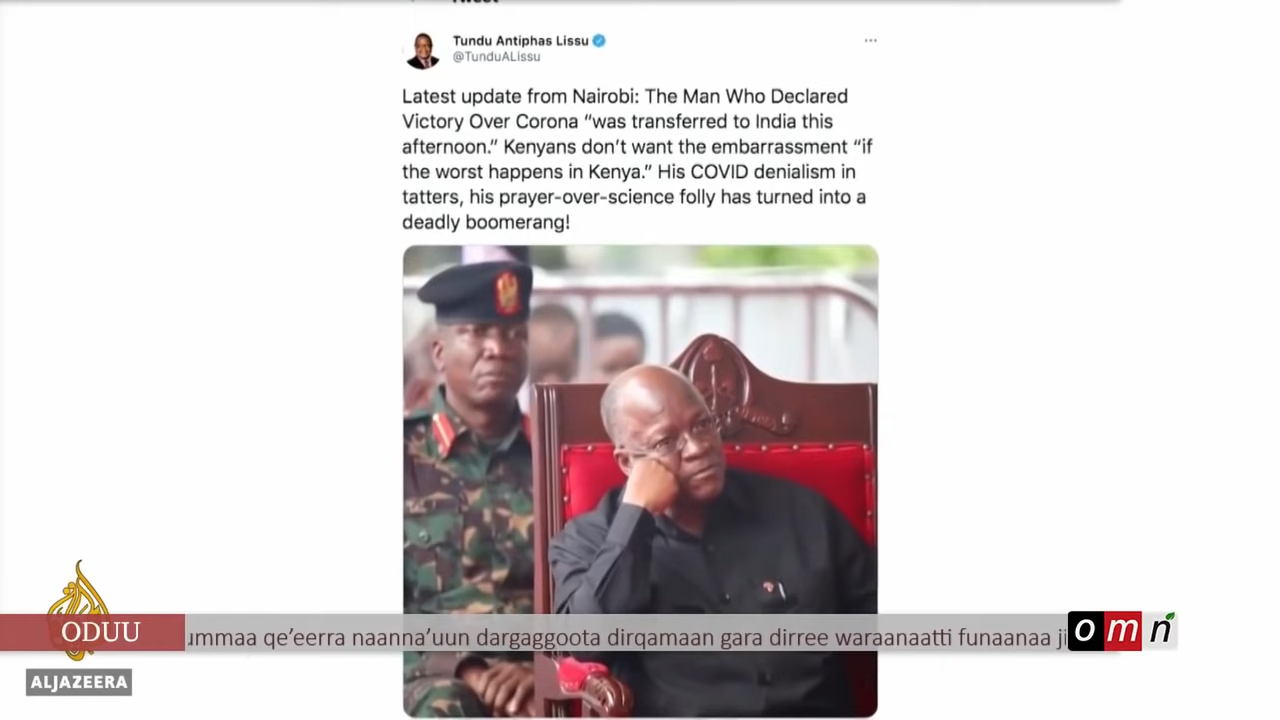 Tweet
Tundu Antiphas Lissu
@TunduALissu
Latest update from Nairobi: The Man Who Declared
Victory Over Corona “was transferred to India this
afternoon.” Kenyans don’t want the embarrassment “if
the worst happens in Kenya.” His COVID denialism in
tatters, his prayer-over-science folly has turned into a
deadly boomerang!
ODUU
ummaa qe’eerra naanna’uun dargaggoota dirqamaan gara dirree waraanaatti funaanaa ji
omn
ALJAZEERA